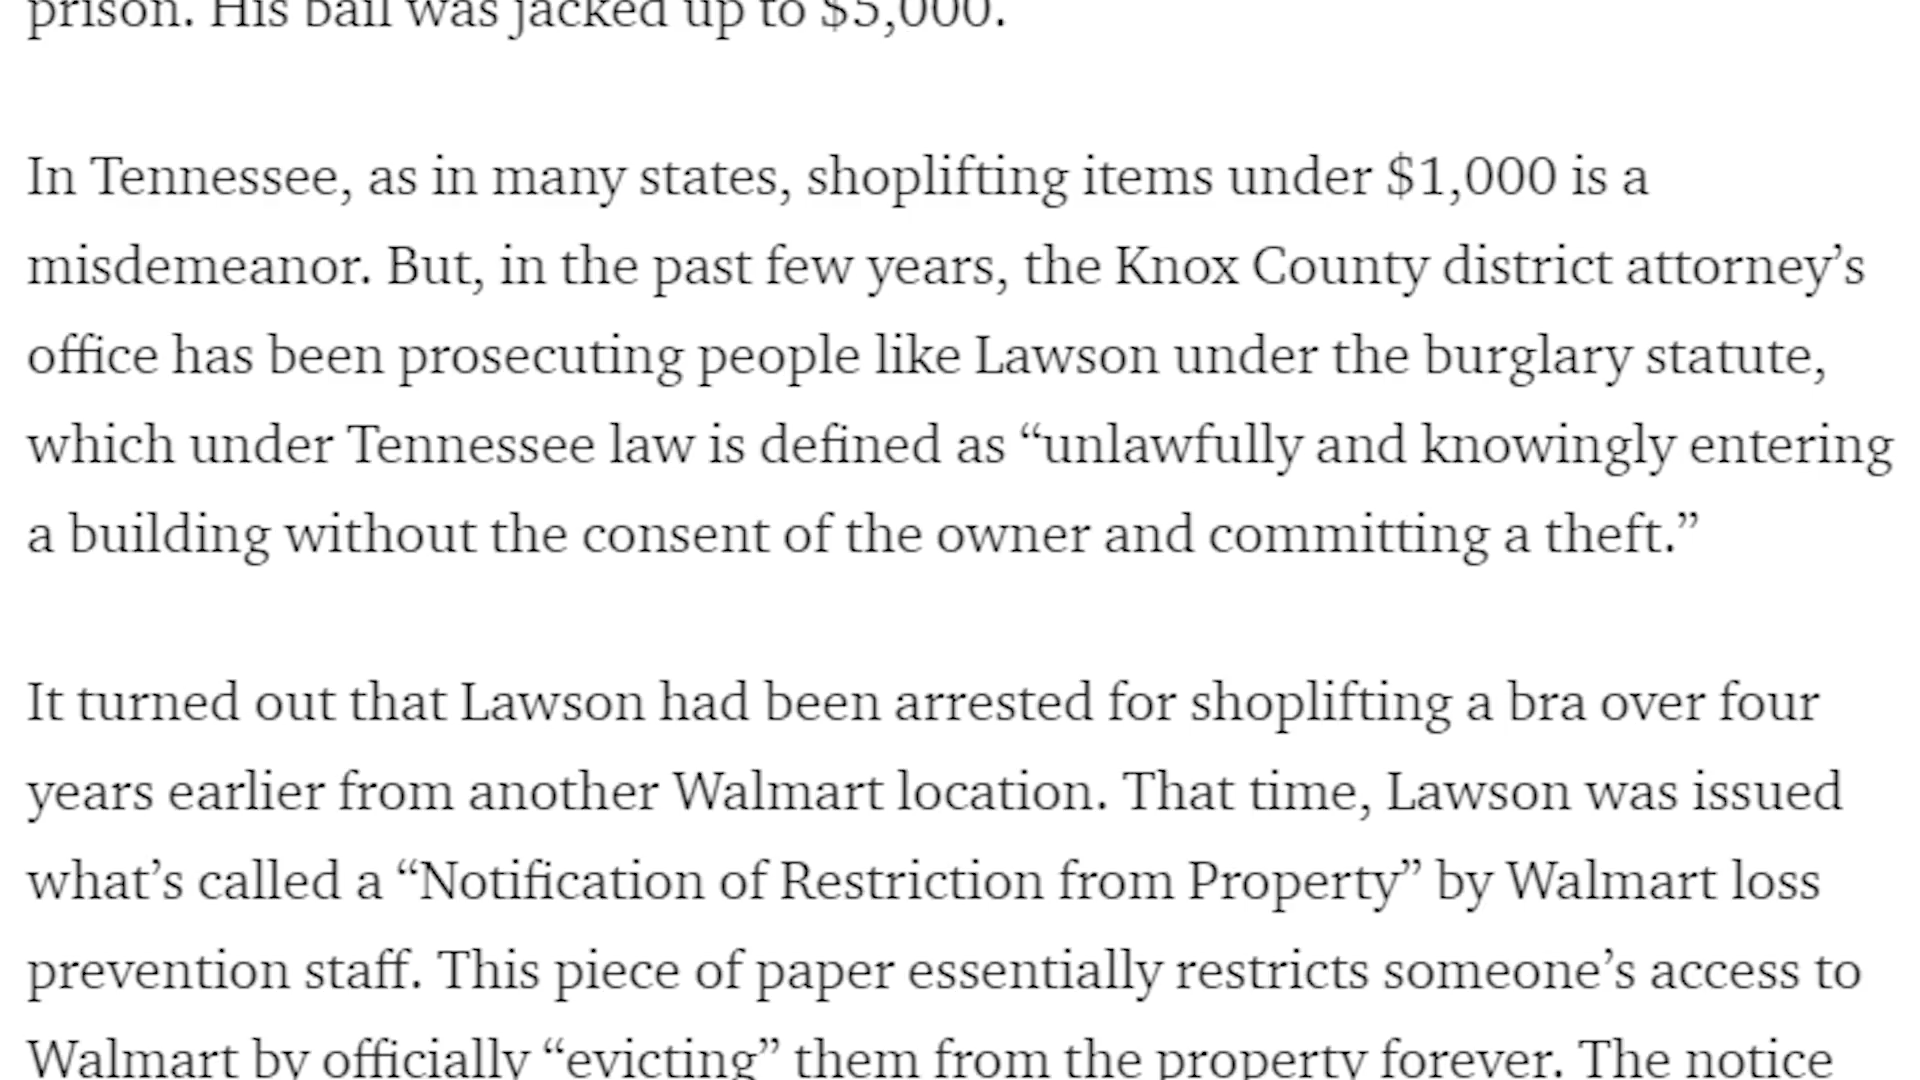 prison. His bail was jacked up to $5,000.
In Tennessee, as in many states, shoplifting items under $1,000 is a
misdemeanor. But, in the past few years, the Knox County district attorney’s
office has been prosecuting people like Lawson under the burglary statute,
which under Tennessee law is defined as “unlawfully and knowingly entering
a building without the consent of the owner and committing a theft.”
It turned out that Lawson had been arrested for shoplifting a bra over four
years earlier from another Walmart location. That time, Lawson was issued
what’s called a “Notification of Restriction from Property” by Walmart loss
prevention staff. This piece of paper essentially restricts someone’s access to
Walmart by officially “evicting” them from the property forever. The notice